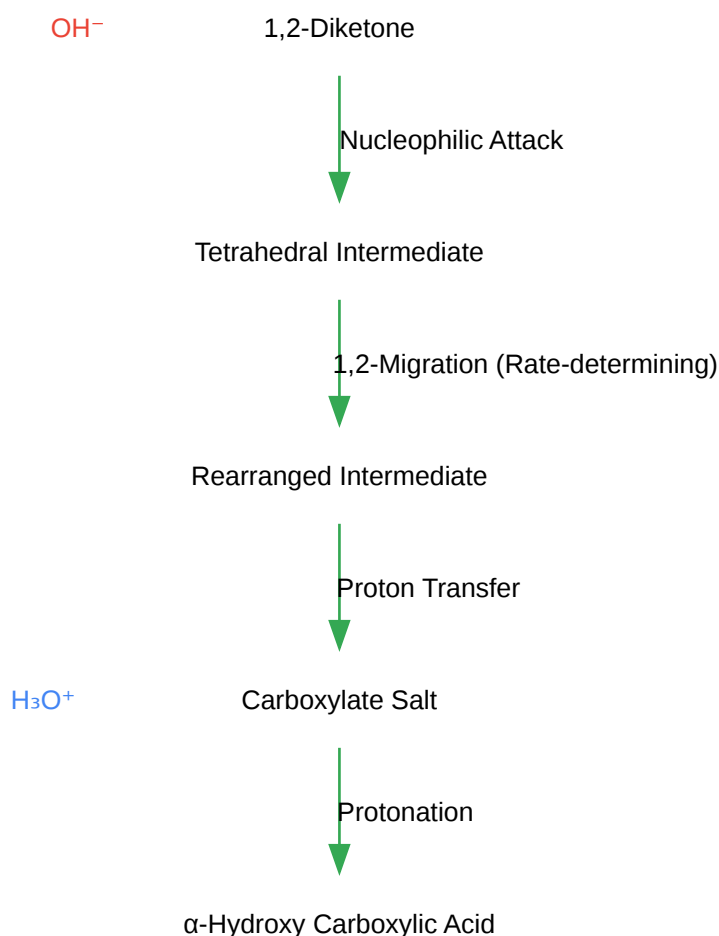 OH⁻ 1,2-Diketone
Nucleophilic Attack
Tetrahedral Intermediate
1,2-Migration (Rate-determining)
Rearranged Intermediate
Proton Transfer
H₃O⁺ Carboxylate Salt
Protonation
α-Hydroxy Carboxylic Acid